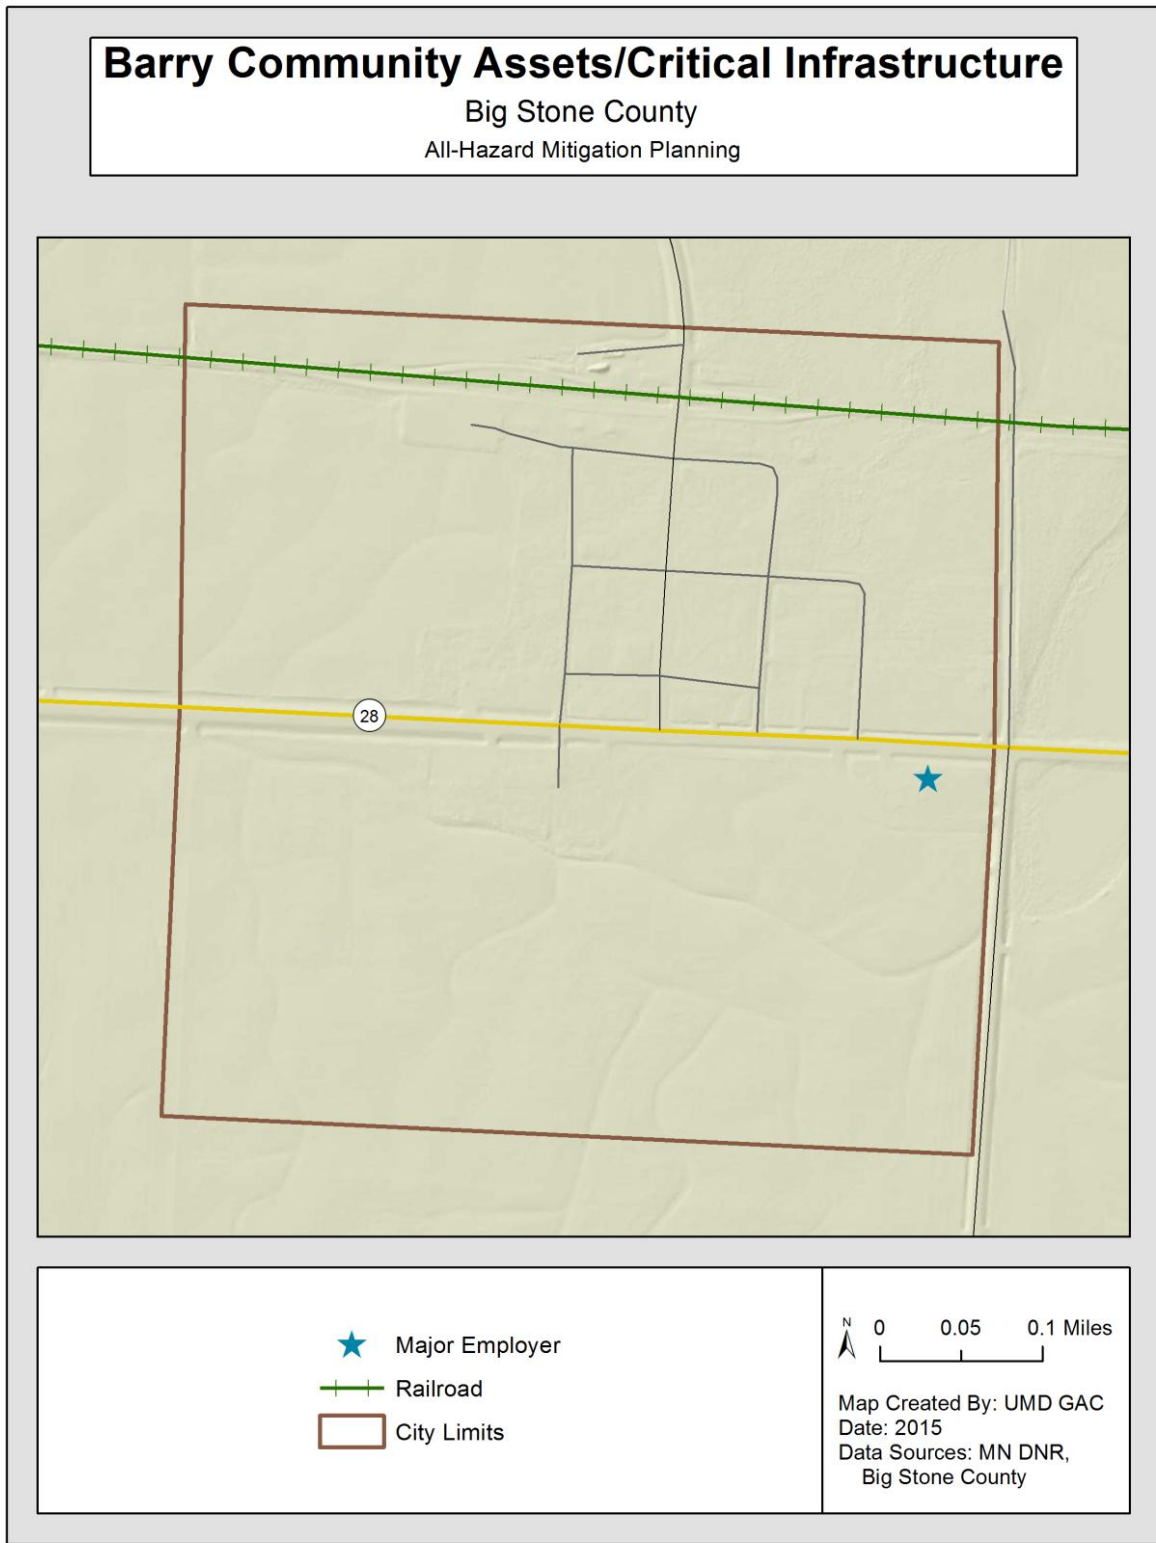 Barry Community Assets/Critical Infrastructure
Big Stone County
All-Hazard Mitigation Planning
28
Major Employer
Railroad
City Limits
N
0 0.05 0.1 Miles
Map Created By: UMD GAC
Date: 2015
Data Sources: MN DNR,
Big Stone County